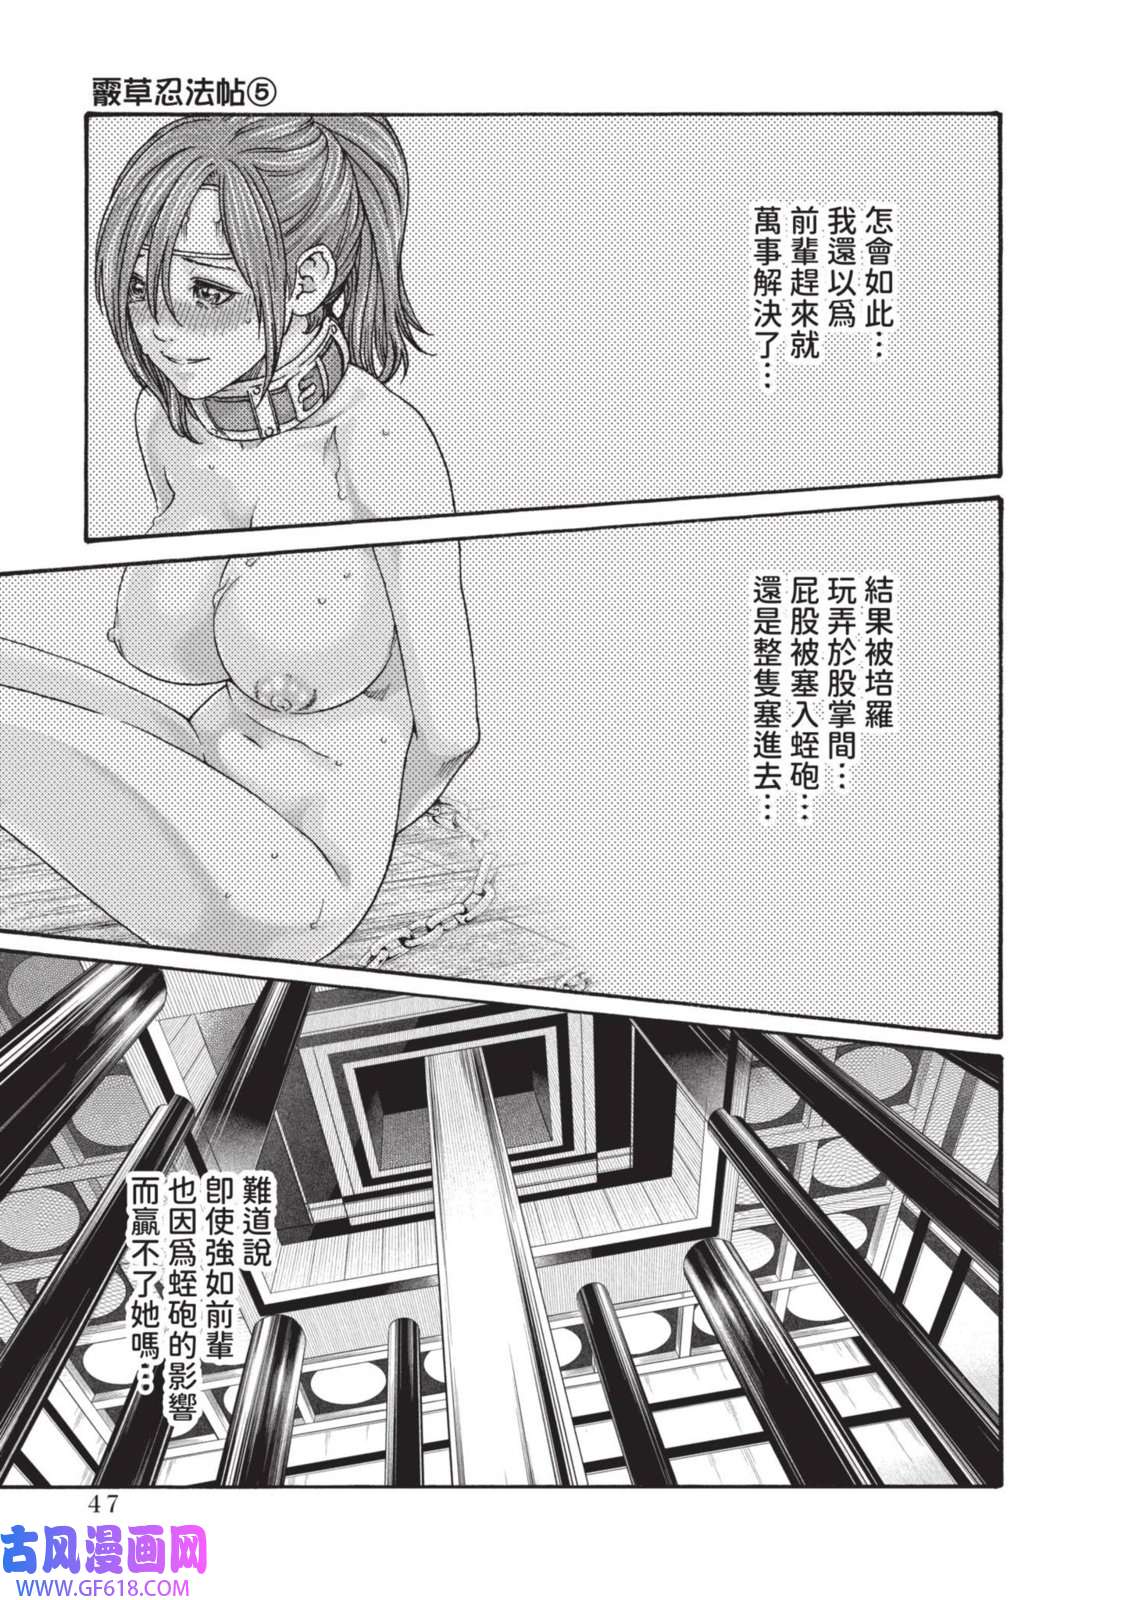 霰草忍法帖⑤
怎會如此…
我還以為
前輩趕來就
萬事解決了…
結果被培羅
玩弄於股掌間…
屁股被塞入蛭砲…
還是整隻塞進去…
難道說
即使強如前輩
也因為蛭砲的影響
而贏不了她嗎…
47
古风漫画网
WWW.GF618.COM